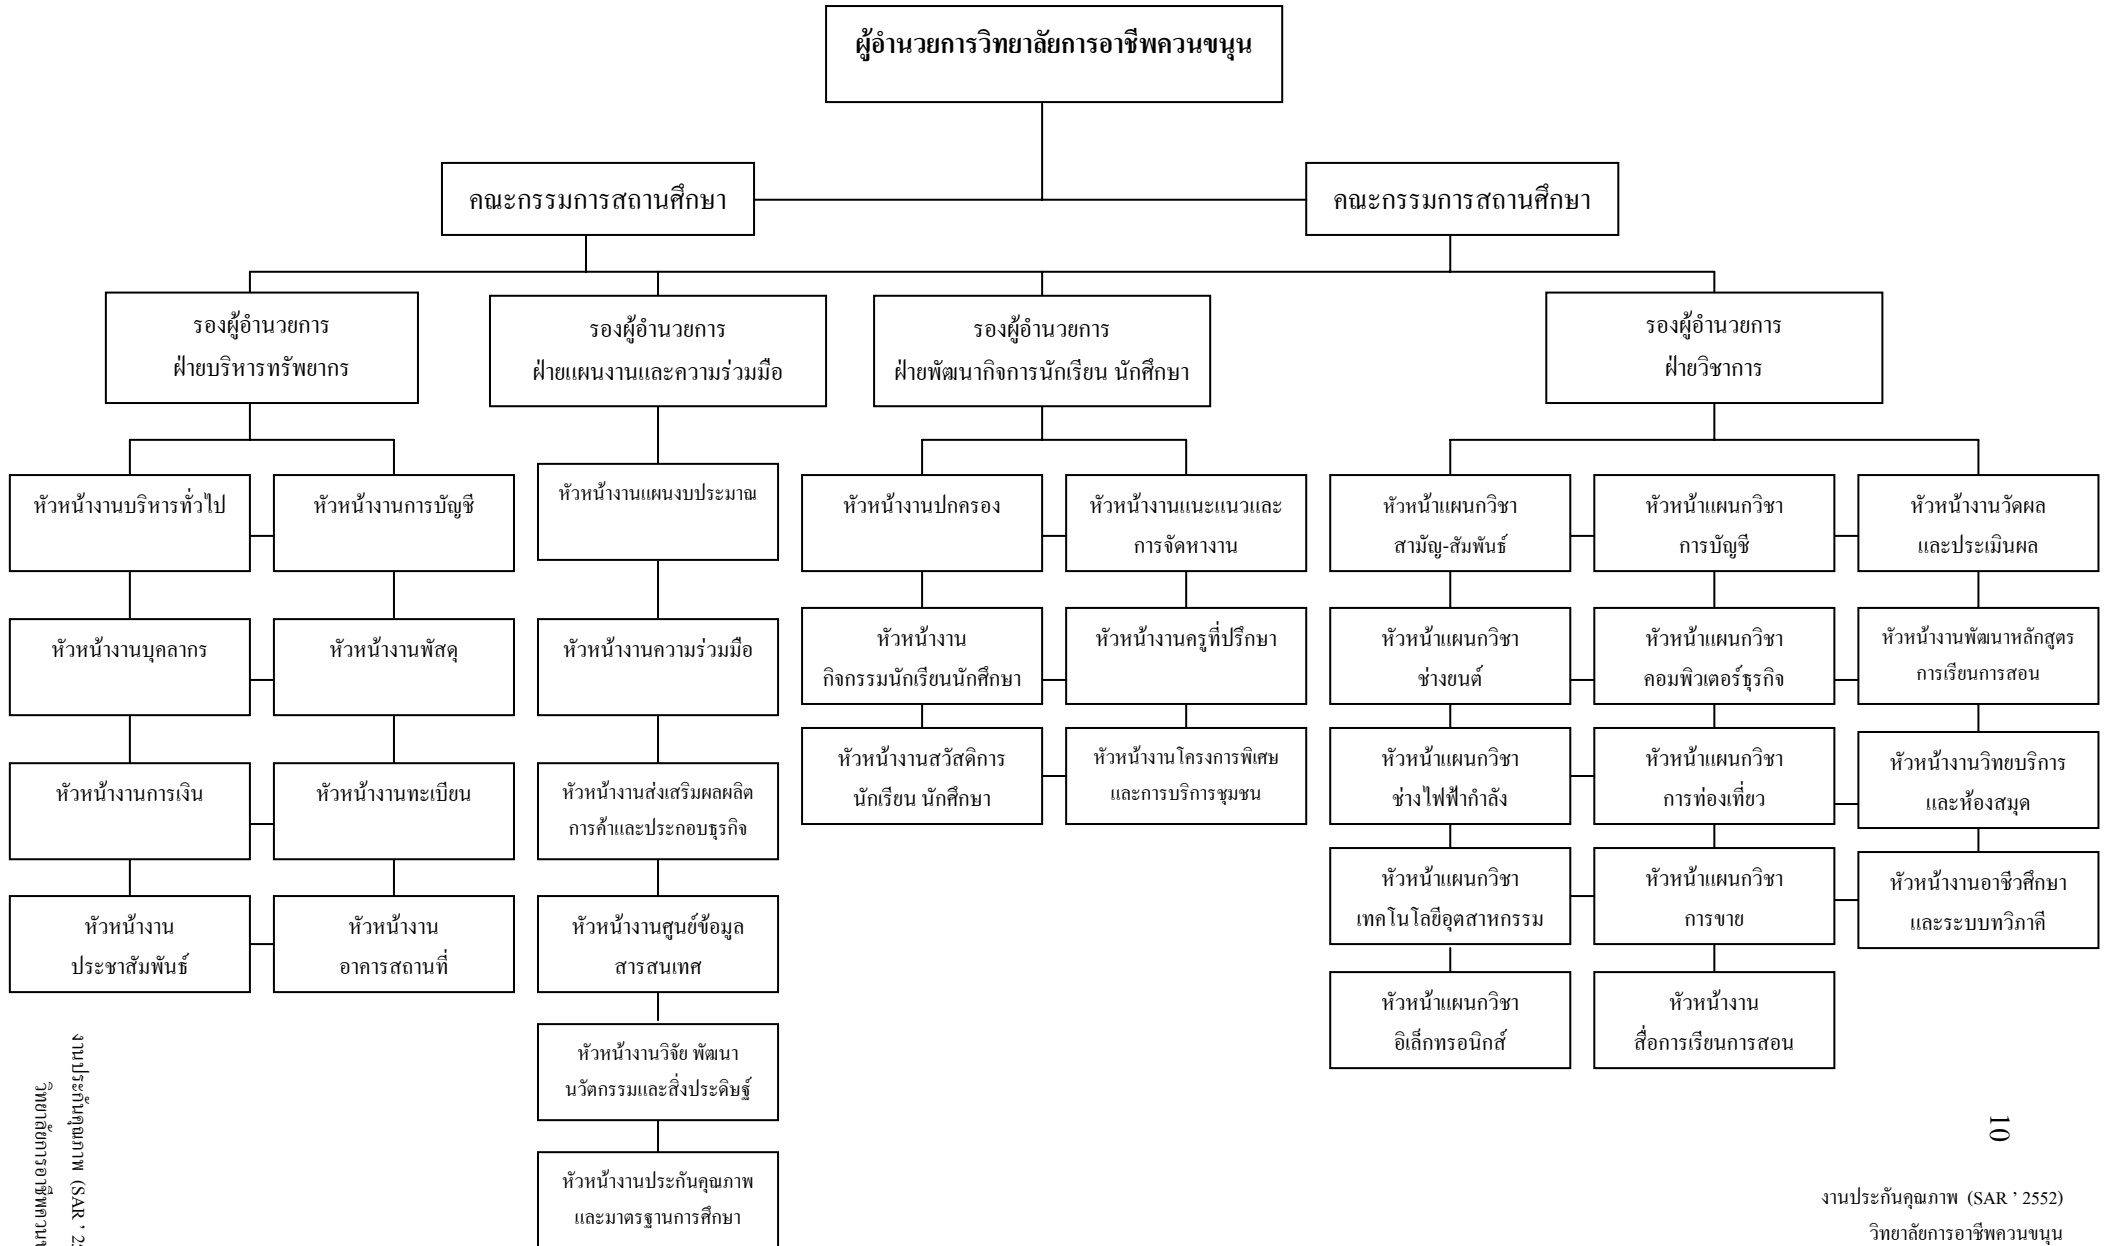 ผู้อำนวยการวิทยาลัยการอาชีพควนขนุน
คณะกรรมการสถานศึกษา
คณะกรรมการสถานศึกษา
รองผู้อำนวยการ
ฝ่ายบริหารทรัพยากร
รองผู้อำนวยการ
ฝ่ายแผนงานและความร่วมมือ
รองผู้อำนวยการ
ฝ่ายพัฒนากิจการนักเรียน นักศึกษา
รองผู้อำนวยการ
ฝ่ายวิชาการ
หัวหน้างานบริหารทั่วไป
หัวหน้างานการบัญชี
หัวหน้างานแผนงบประมาณ
หัวหน้างานปกครอง
หัวหน้างานแนะแนวและ
การจัดหางาน
หัวหน้าแผนกวิชา
สามัญ-สัมพันธ์
หัวหน้าแผนกวิชา
การบัญชี
หัวหน้างานวัดผล
และประเมินผล
หัวหน้างานบุคลากร
หัวหน้างานพัสดุ
หัวหน้างานความร่วมมือ
หัวหน้างาน
กิจกรรมนักเรียนนักศึกษา
หัวหน้างานครูที่ปรึกษา
หัวหน้าแผนกวิชา
ช่างยนต์
หัวหน้าแผนกวิชา
คอมพิวเตอร์ธุรกิจ
หัวหน้างานพัฒนาหลักสูตร
การเรียนการสอน
หัวหน้างานการเงิน
หัวหน้างานทะเบียน
หัวหน้างานส่งเสริมผลผลิต
การค้าและประกอบธุรกิจ
หัวหน้างานสวัสดิการ
นักเรียน นักศึกษา
หัวหน้างานโครงการพิเศษ
และการบริการชุมชน
หัวหน้าแผนกวิชา
ช่างไฟฟ้ากำลัง
หัวหน้าแผนกวิชา
การท่องเที่ยว
หัวหน้างานวิทยบริการ
และห้องสมุด
หัวหน้างาน
ประชาสัมพันธ์
หัวหน้างาน
อาคารสถานที่
หัวหน้างานศูนย์ข้อมูล
สารสนเทศ
หัวหน้าแผนกวิชา
เทคโนโลยีอุตสาหกรรม
หัวหน้าแผนกวิชา
การขาย
หัวหน้างานอาชีวศึกษา
และระบบทวิภาคี
หัวหน้างานวิจัย พัฒนา
นวัตกรรมและสิ่งประดิษฐ์
หัวหน้าแผนกวิชา
อิเล็กทรอนิกส์
หัวหน้างาน
สื่อการเรียนการสอน
หัวหน้างานประกันคุณภาพ
และมาตรฐานการศึกษา
งานประกันคุณภาพ (SAR ’
วิทยาลัยการอาชีพควน
10
งานประกันคุณภาพ (SAR ’ 2552)
วิทยาลัยการอาชีพควนขนุน